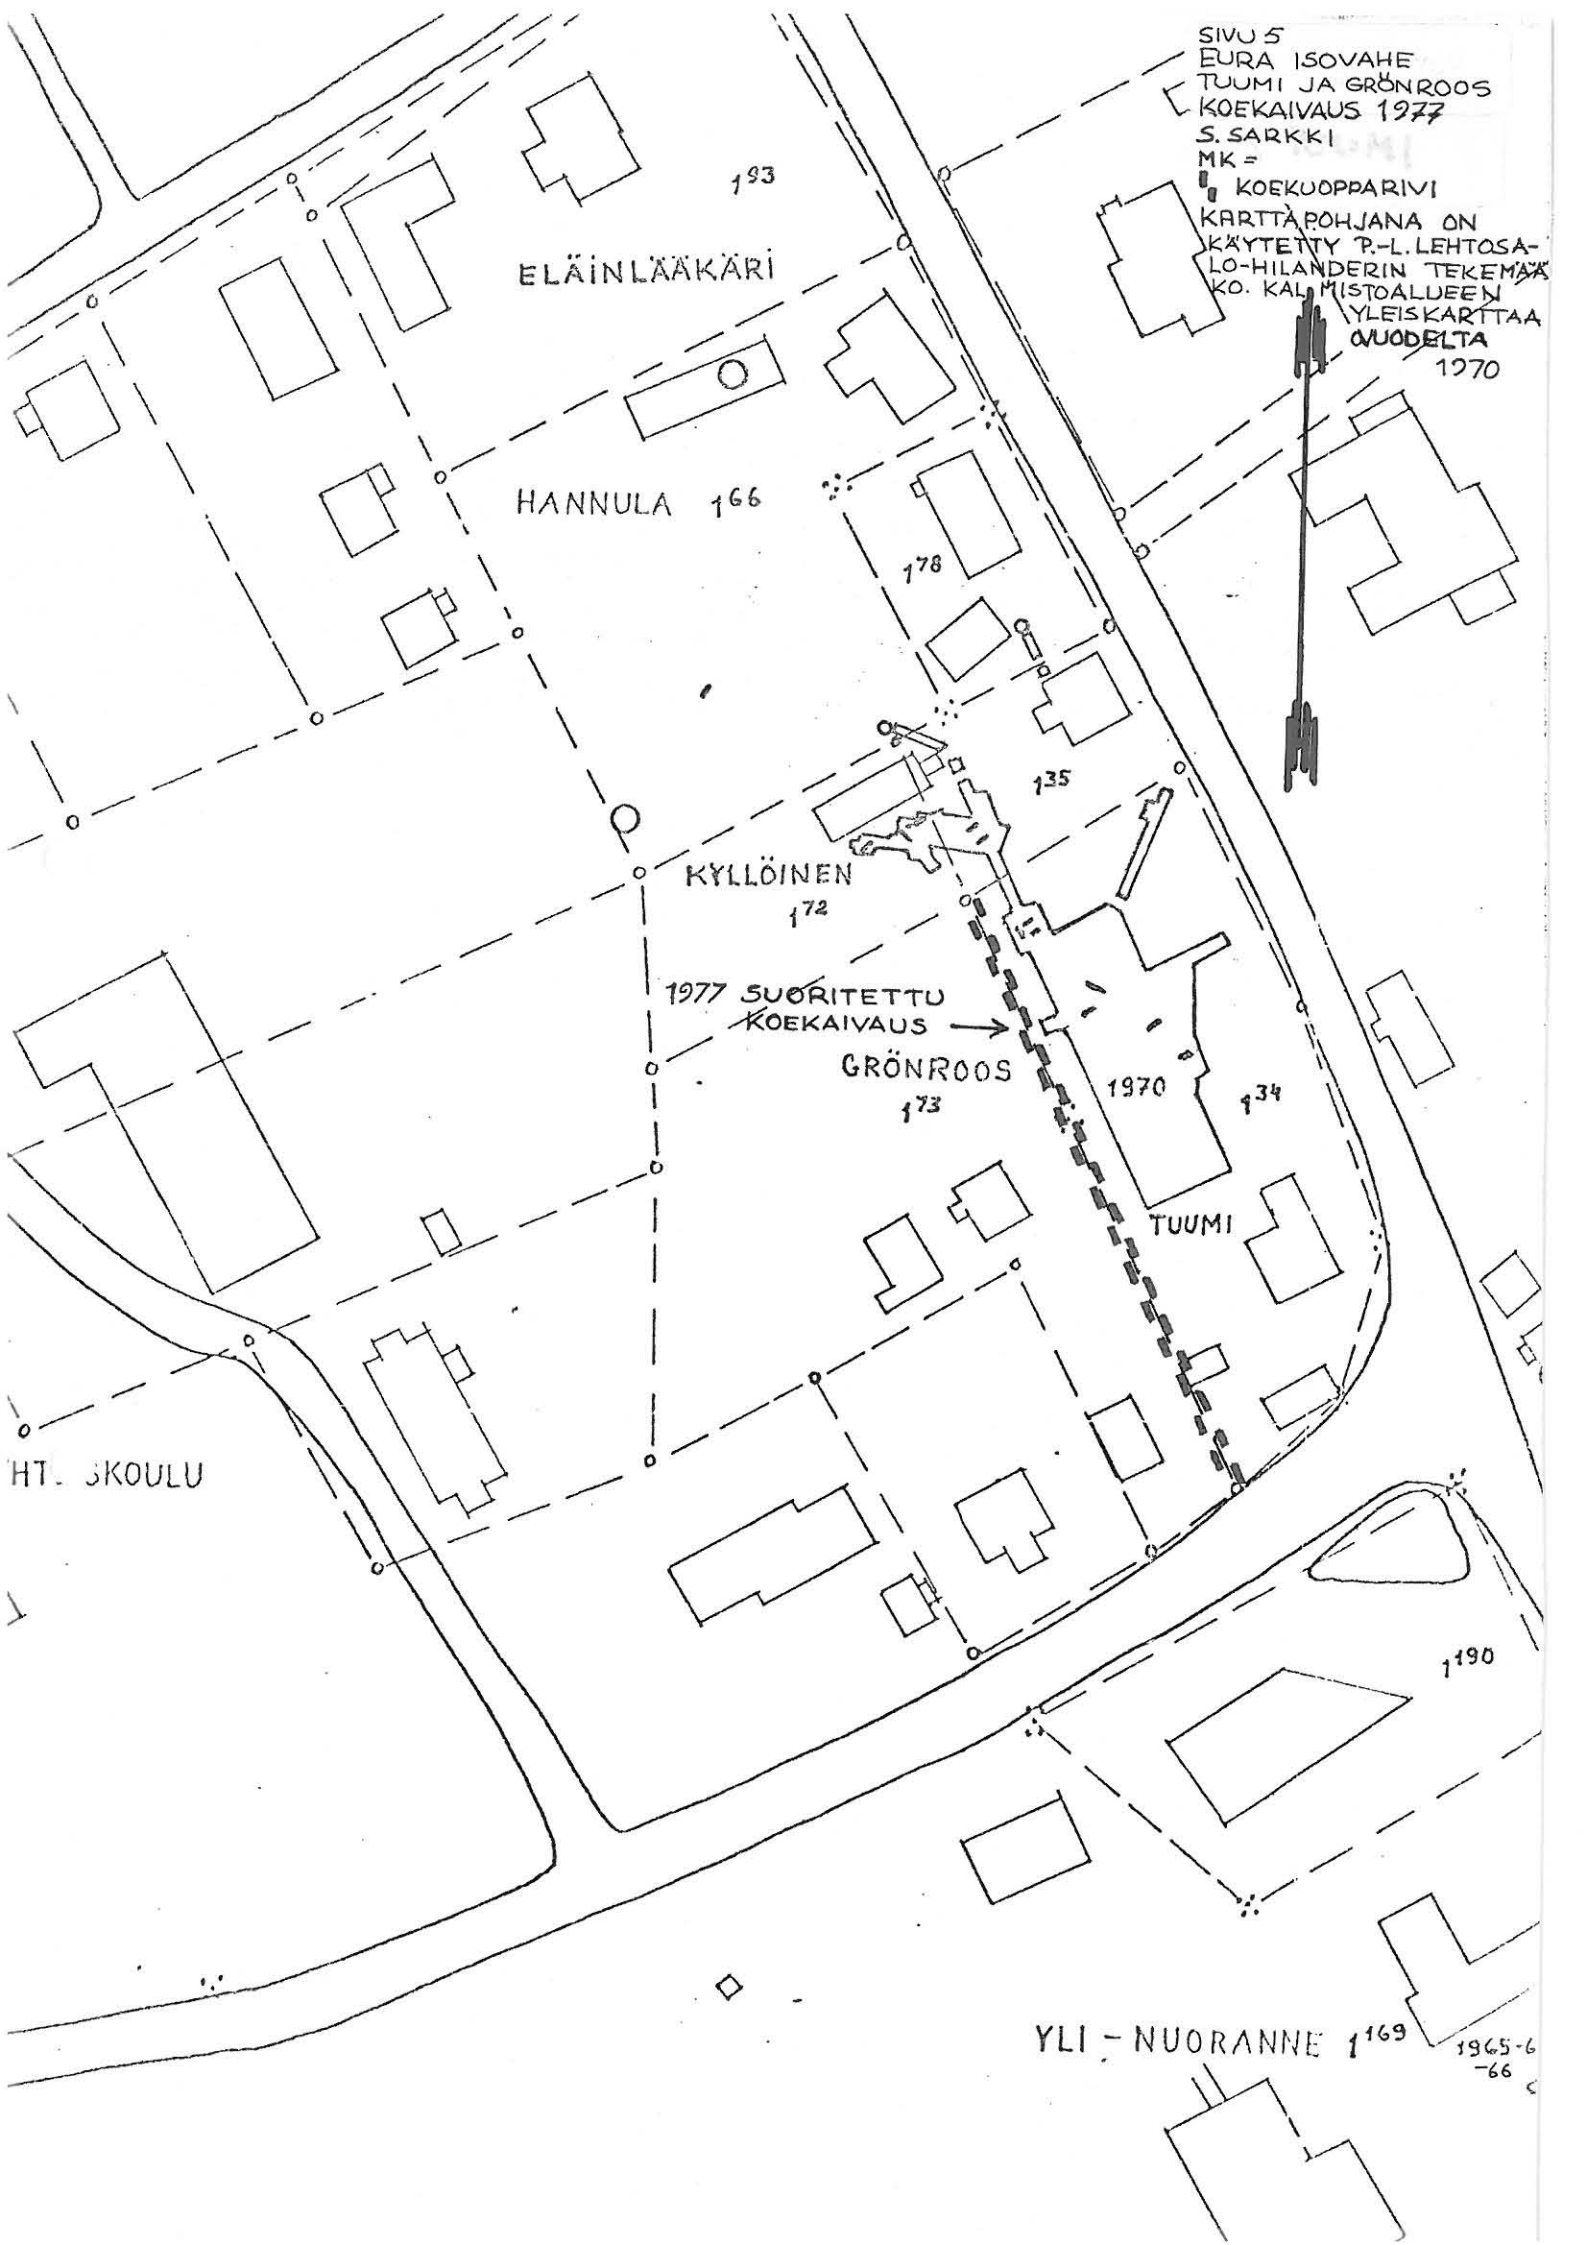 SIVU 5
EURA ISOVAHE
TUUMI JA GRÖNROOS
KOEKAIVAUS 1977
S. SARKKI
MK =
KOEKUOPPARIVI
KARTTAPOHJANA ON
KÄYTETTY P.-L. LEHTOSA-
LO-HILANDERIN TEKEMÄÄ
KO. KALMISTOALUEEN
YLEISKARTTAA
VUODELTA
1970
1⁹³
ELÄINLÄÄKÄRI
HANNULA 1⁶⁶
1⁷⁸
1³⁵
KYLLÖINEN
1⁷²
1977 SUORITETTU
KOEKAIVAUS
GRÖNROOS
1⁷³
1970
1³⁴
TUUMI
HT. SKOULU
1¹⁹⁰
YLI-NUORANNE 1¹⁶⁹
1965-6
-66